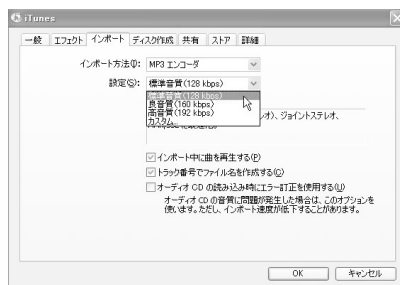 iTunes
一般 エフェクト インポート ディスク作成 共有 ストア 詳細
インポート方法(I): MP3 エンコーダ
設定(S): 標準音質(128 kbps)
標準音質(128 kbps)
良音質(160 kbps)
高音質(192 kbps)
カスタム...
ジョイントステレオ、
インポート中に曲を再生する(P)
トラック番号でファイル名を作成する(C)
オーディオ CD の読み込み時にエラー訂正を使用する(U)
オーディオ CD の音質に問題が発生した場合は、このオプションを
使います。ただし、インポート速度が低下することがあります。
OK キャンセル